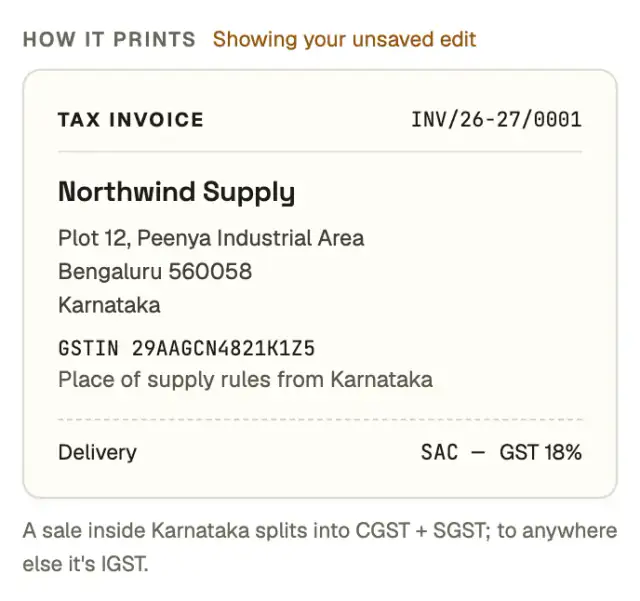 HOW IT PRINTS Showing your unsaved edit
TAX INVOICE INV/26-27/0001
Northwind Supply
Plot 12, Peenya Industrial Area
Bengaluru 560058
Karnataka
GSTIN 29AAGCN4821K1Z5
Place of supply rules from Karnataka
Delivery SAC — GST 18%
A sale inside Karnataka splits into CGST + SGST; to anywhere
else it's IGST.